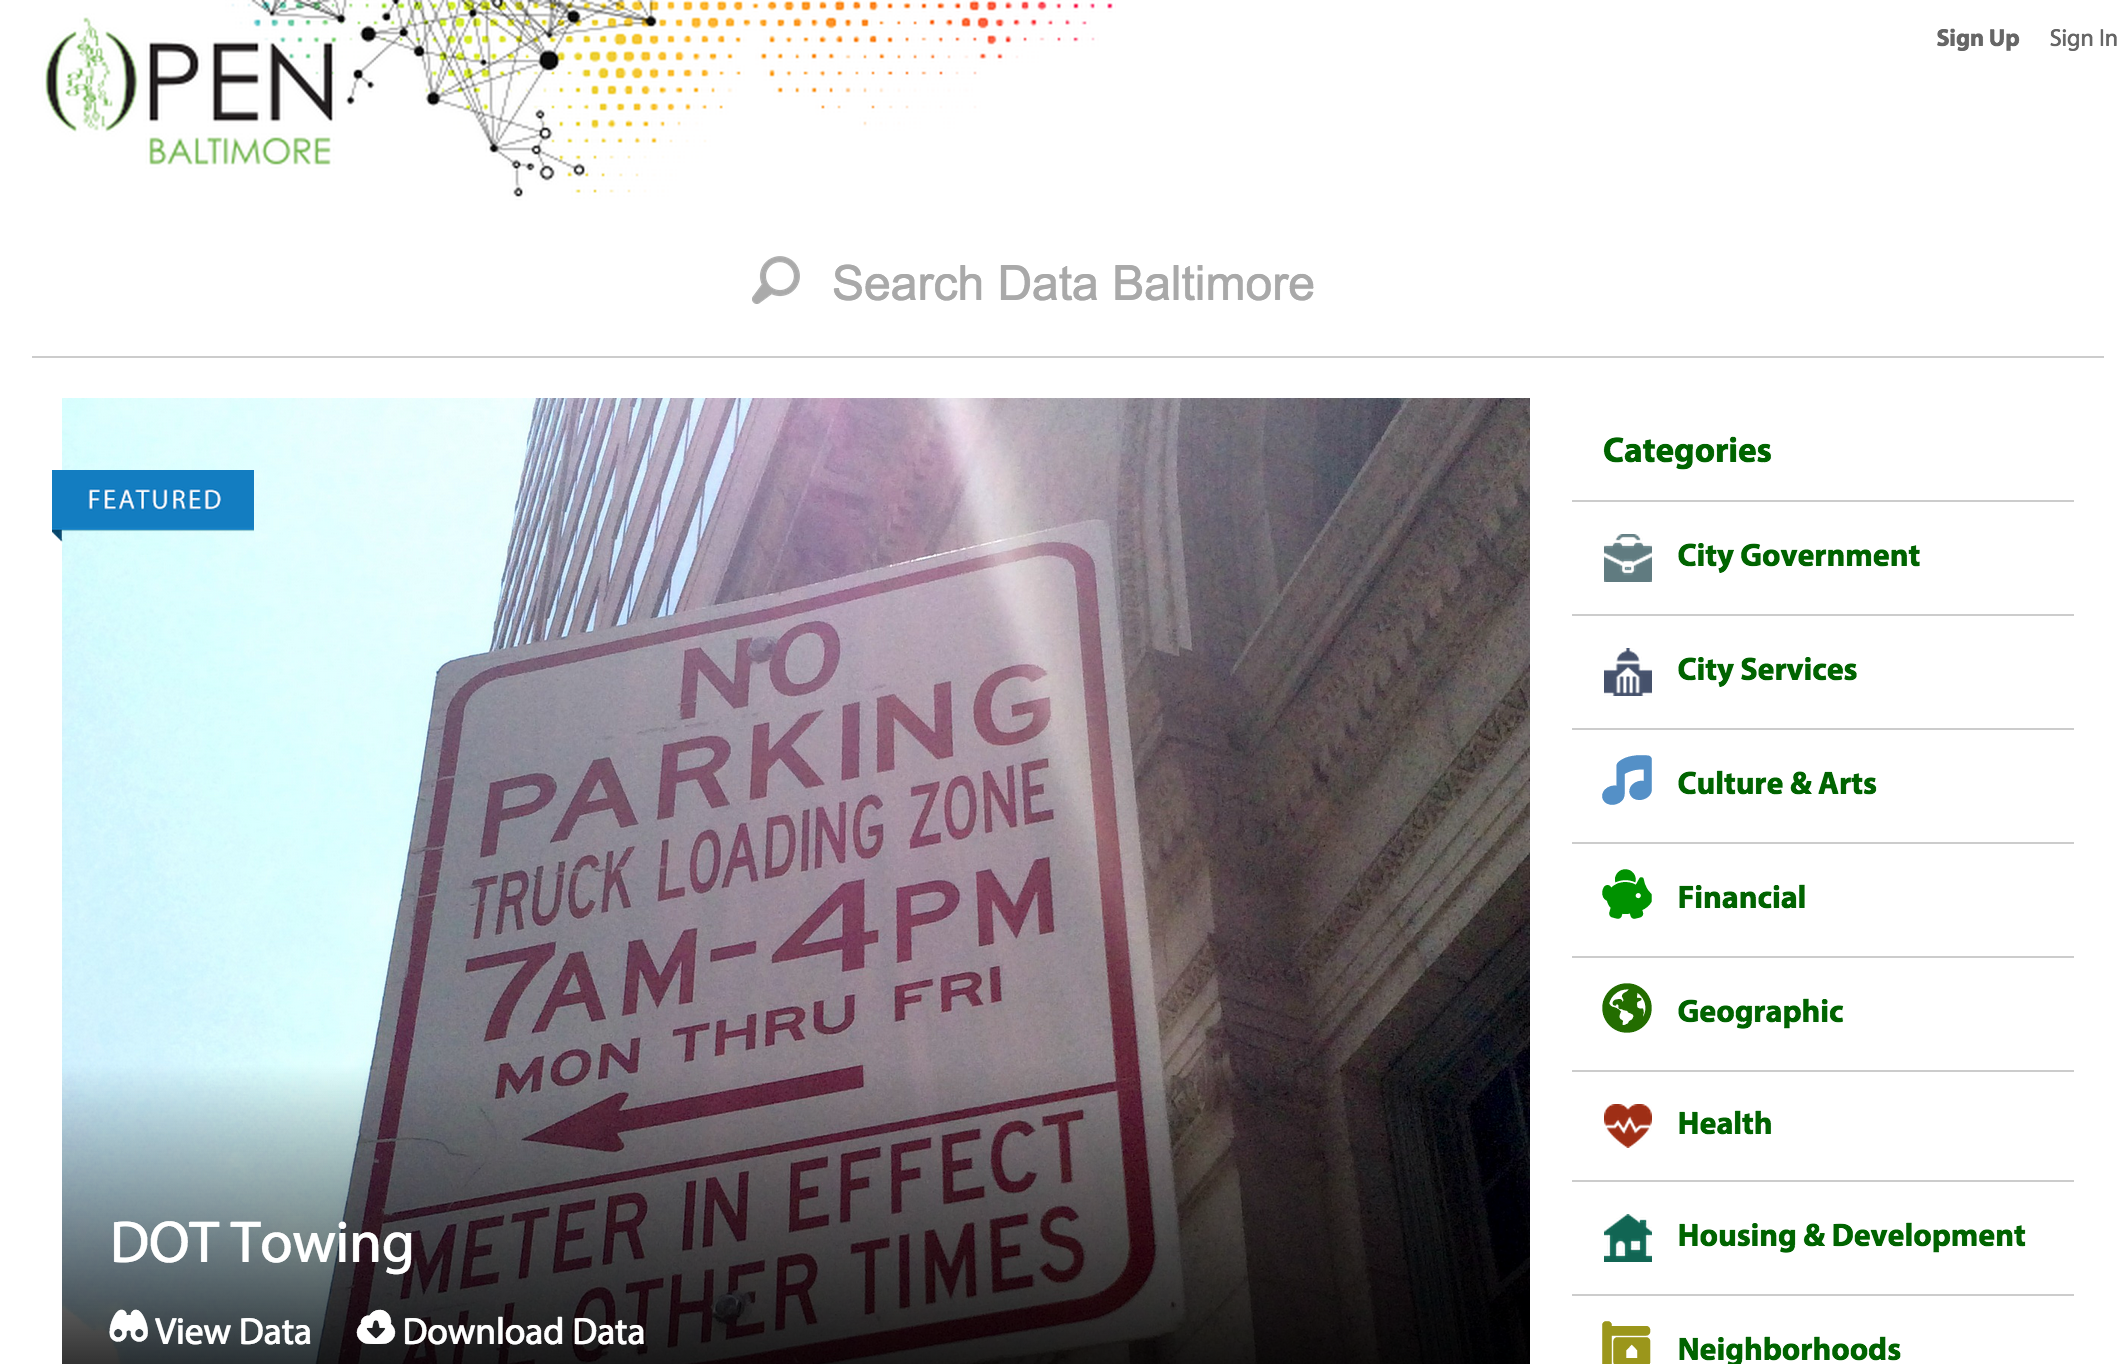 OPEN
BALTIMORE
Sign Up
Sign In
Search Data Baltimore
FEATURED
NO
PARKING
TRUCK LOADING ZONE
7AM-4PM
MON THRU FRI
METER IN EFFECT
ALL OTHER TIMES
DOT Towing
View Data
Download Data
Categories
City Government
City Services
Culture & Arts
Financial
Geographic
Health
Housing & Development
Neighborhoods